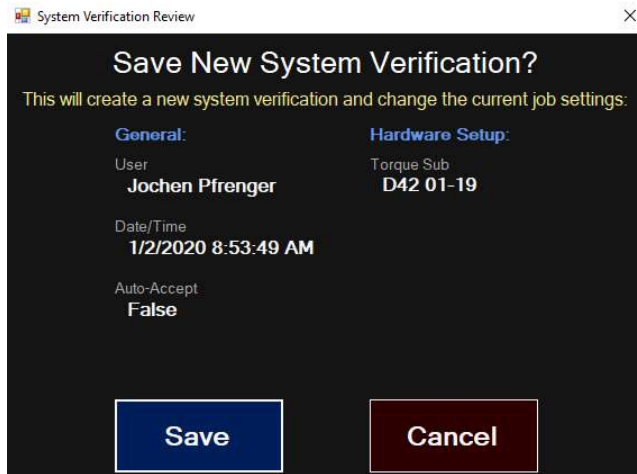 System Verification Review
Save New System Verification?
This will create a new system verification and change the current job settings:
General:
User
Jochen Pfrenger
Date/Time
1/2/2020 8:53:49 AM
Auto-Accept
False
Hardware Setup:
Torque Sub
D42 01-19
Save
Cancel